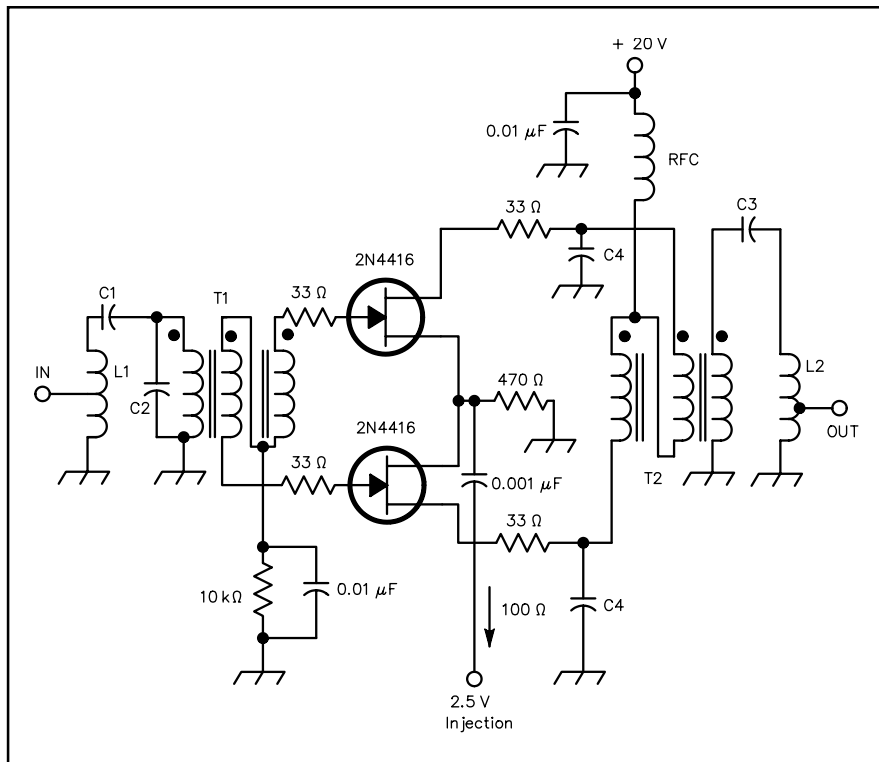 + 20 V
0.01 μF
RFC
C3
33 Ω
C4
2N4416
T1
33 Ω
C1
IN
L1
C2
L2
OUT
470 Ω
2N4416
33 Ω
0.001 μF
T2
33 Ω
10 kΩ
0.01 μF
100 Ω
C4
2.5 V
Injection